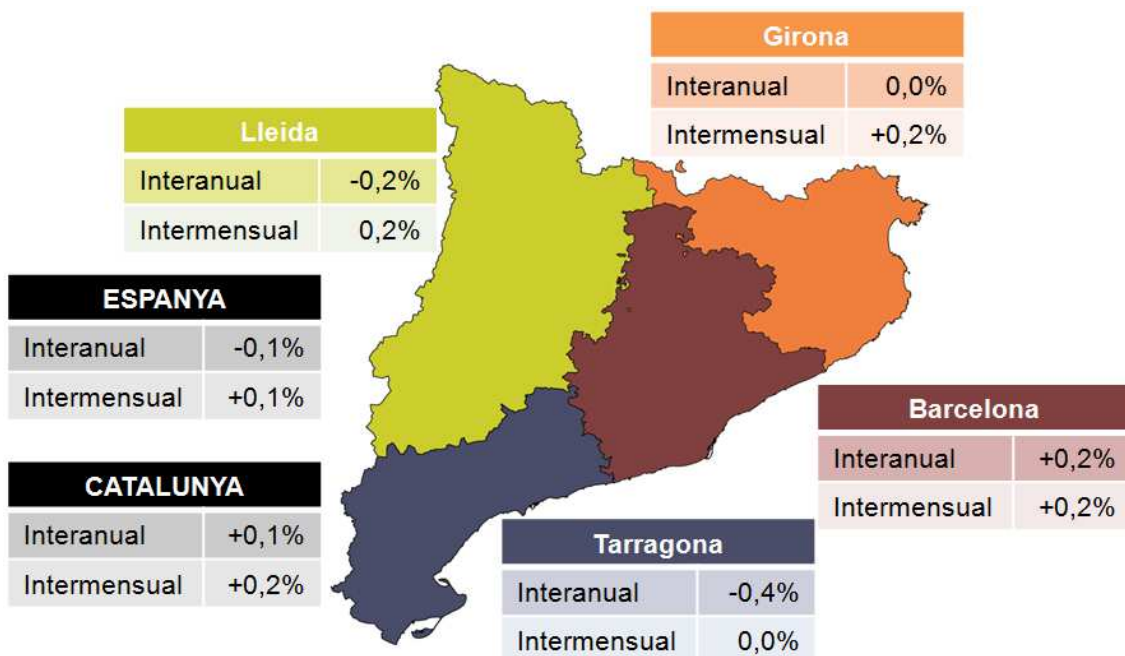 Girona
Interanual 0,0%
Intermensual +0,2%
Lleida
Interanual -0,2%
Intermensual 0,2%
ESPANYA
Interanual -0,1%
Intermensual +0,1%
Barcelona
Interanual +0,2%
Intermensual +0,2%
CATALUNYA
Interanual +0,1%
Intermensual +0,2%
Tarragona
Interanual -0,4%
Intermensual 0,0%